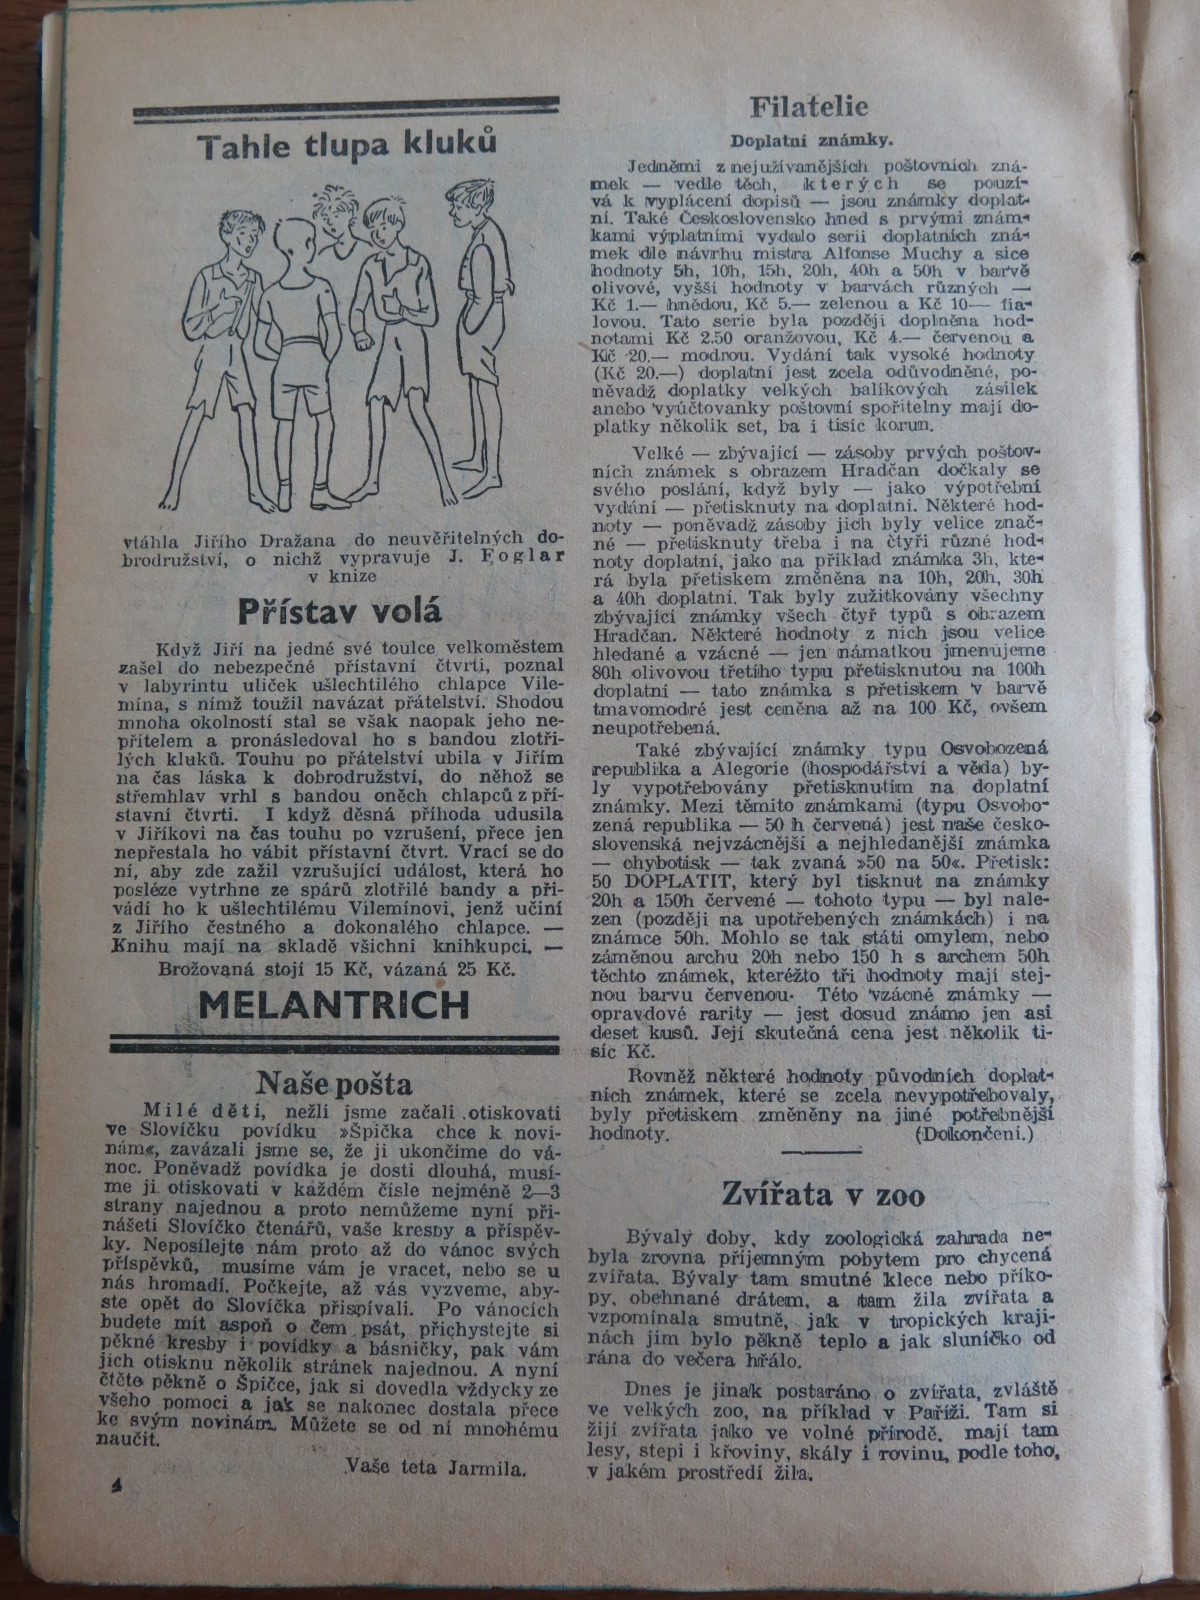 Tahle tlupa kluků
vtáhla Jiřího Dražana do neuvěřitelných do-
brodružství, o nichž vypravuje J. Foglar
v knize
Přístav volá
Když Jiří na jedné své toulce velkoměstem
zašel do nebezpečné přístavní čtvrti, poznal
v labyrintu uliček ušlechtilého chlapce Vile-
mína, s nímž toužil navázat přátelství. Shodou
mnoha okolností stal se však naopak jeho ne-
přítelem a pronásledoval ho s bandou zlotři-
lých kluků. Touhu po přátelství ubila v Jiřím
na čas láska k dobrodružství, do něhož se
střemhlav vrhl s bandou oněch chlapců z pří-
stavní čtvrti. I když děsná příhoda udusila
v Jiříkovi na čas touhu po vzrušení, přece jen
nepřestala ho vábit přístavní čtvrt. Vrací se do
ní, aby zde zažil vzrušující událost, která ho
posléze vytrhne ze spárů zlotřilé bandy a při-
vádí ho k ušlechtilému Vilemínovi, jenž učiní
z Jiřího čestného a dokonalého chlapce. —
Knihu mají na skladě všichni knihkupci. —
Brožovaná stojí 15 Kč, vázaná 25 Kč.
MELANTRICH
Naše pošta
Milé děti, nežli jsme začali otiskovati
ve Slovíčku povídku »Špička chce k novi-
nám«, zavázali jsme se, že ji ukončíme do vá-
noc. Poněvadž povídka je dosti dlouhá, musí-
me ji otiskovati v každém čísle nejméně 2—3
strany najednou a proto nemůžeme nyní při-
nášeti Slovíčko čtenářů, vaše kresby a příspěv-
ky. Neposílejte nám proto až do vánoc svých
příspěvků, musíme vám je vracet, nebo se u
nás hromadí. Počkejte, až vás vyzveme, aby-
ste opět do Slovíčka přispívali. Po vánocích
budete mít aspoň o čem psát, přichystejte si
pěkné kresby i povídky a básničky, pak vám
jich otisknu několik stránek najednou. A nyní
čtěte pěkně o Špičce, jak si dovedla vždycky ze
všeho pomoci a jak se nakonec dostala přece
ke svým novinám. Můžete se od ní mnohému
naučit.
Vaše teta Jarmila.
4
Filatelie
Doplatní známky.
Jedněmi z nejužívanějších poštovních zná-
mek — vedle těch, kterých se použí-
vá k vyplácení dopisů — jsou známky doplat-
ní. Také Československo hned s prvými znám-
kami výplatními vydalo serii doplatních zná-
mek dle návrhu mistra Alfonse Muchy a sice
hodnoty 5h, 10h, 15h, 20h, 40h a 50h v barvě
olivové, vyšší hodnoty v barvách různých —
Kč 1.— hnědou, Kč 5.— zelenou a Kč 10— fia-
lovou. Tato serie byla později doplněna hod-
notami Kč 2.50 oranžovou, Kč 4.— červenou a
Kč 20.— modrou. Vydání tak vysoké hodnoty
(Kč 20.—) doplatní jest zcela odůvodněné, po-
něvadž doplatky velkých balíkových zásilek
anebo vyúčtovanky poštovní spořitelny mají do-
platky několik set, ba i tisíc korun.
Velké — zbývající — zásoby prvých poštov-
ních známek s obrazem Hradčan dočkaly se
svého poslání, když byly — jako výpotřební
vydání — přetisknuty na doplatní. Některé hod-
noty — poněvadž zásoby jich byly velice znač-
né — přetisknuty třeba i na čtyři různé hod-
noty doplatní, jako na příklad známka 3h, kte-
rá byla přetiskem změněna na 10h, 20h, 30h
a 40h doplatní. Tak byly zužitkovány všechny
zbývající známky všech čtyř typů s obrazem
Hradčan. Některé hodnoty z nich jsou velice
hledané a vzácné — jen námatkou jmenujeme
80h olivovou třetího typu přetisknutou na 100h
doplatní — tato známka s přetiskem v barvě
tmavomodré jest ceněna až na 100 Kč, ovšem
neupotřebená.
Také zbývající známky typu Osvobozená
republika a Alegorie (hospodářství a věda) by-
ly vypotřebovány přetisknutím na doplatní
známky. Mezi těmito známkami (typu Osvobo-
zená republika — 50 h červená) jest naše česko-
slovenská nejvzácnější a nejhledanější známka
— chybotisk — tak zvaná »50 na 50«. Přetisk:
50 DOPLATIT, který byl tisknut na známky
20h a 150h červené — tohoto typu — byl nale-
zen (později na upotřebených známkách) i na
známce 50h. Mohlo se tak státi omylem, nebo
záměnou archu 20h nebo 150 h s archem 50h
těchto známek, kteréžto tři hodnoty mají stej-
nou barvu červenou. Této vzácné známky —
opravdové rarity — jest dosud známo jen asi
deset kusů. Její skutečná cena jest několik ti-
síc Kč.
Rovněž některé hodnoty původních doplat-
ních známek, které se zcela nevypotřebovaly,
byly přetiskem změněny na jiné potřebnější
hodnoty. (Dokončení.)
Zvířata v zoo
Bývaly doby, kdy zoologická zahrada ne-
byla zrovna příjemným pobytem pro chycená
zvířata. Bývaly tam smutné klece nebo příko-
py, obehnané drátem, a tam žila zvířata a
vzpomínala smutně, jak v tropických kraji-
nách jim bylo pěkně teplo a jak sluníčko od
rána do večera hřálo.
Dnes je jinak postaráno o zvířata, zvláště
ve velkých zoo, na příklad v Paříži. Tam si
žijí zvířata jako ve volné přírodě, mají tam
lesy, stepi i křoviny, skály i rovinu, podle toho,
v jakém prostředí žila.